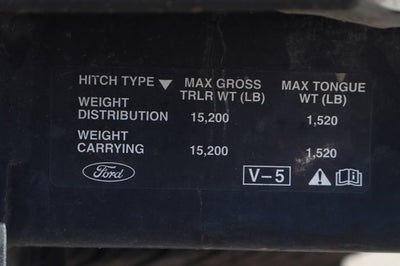 HITCH TYPE ▼ MAX GROSS TRLR WT (LB) MAX TONGUE WT (LB)
WEIGHT DISTRIBUTION 15,200 1,520
WEIGHT CARRYING 15,200 1,520
Ford V-5